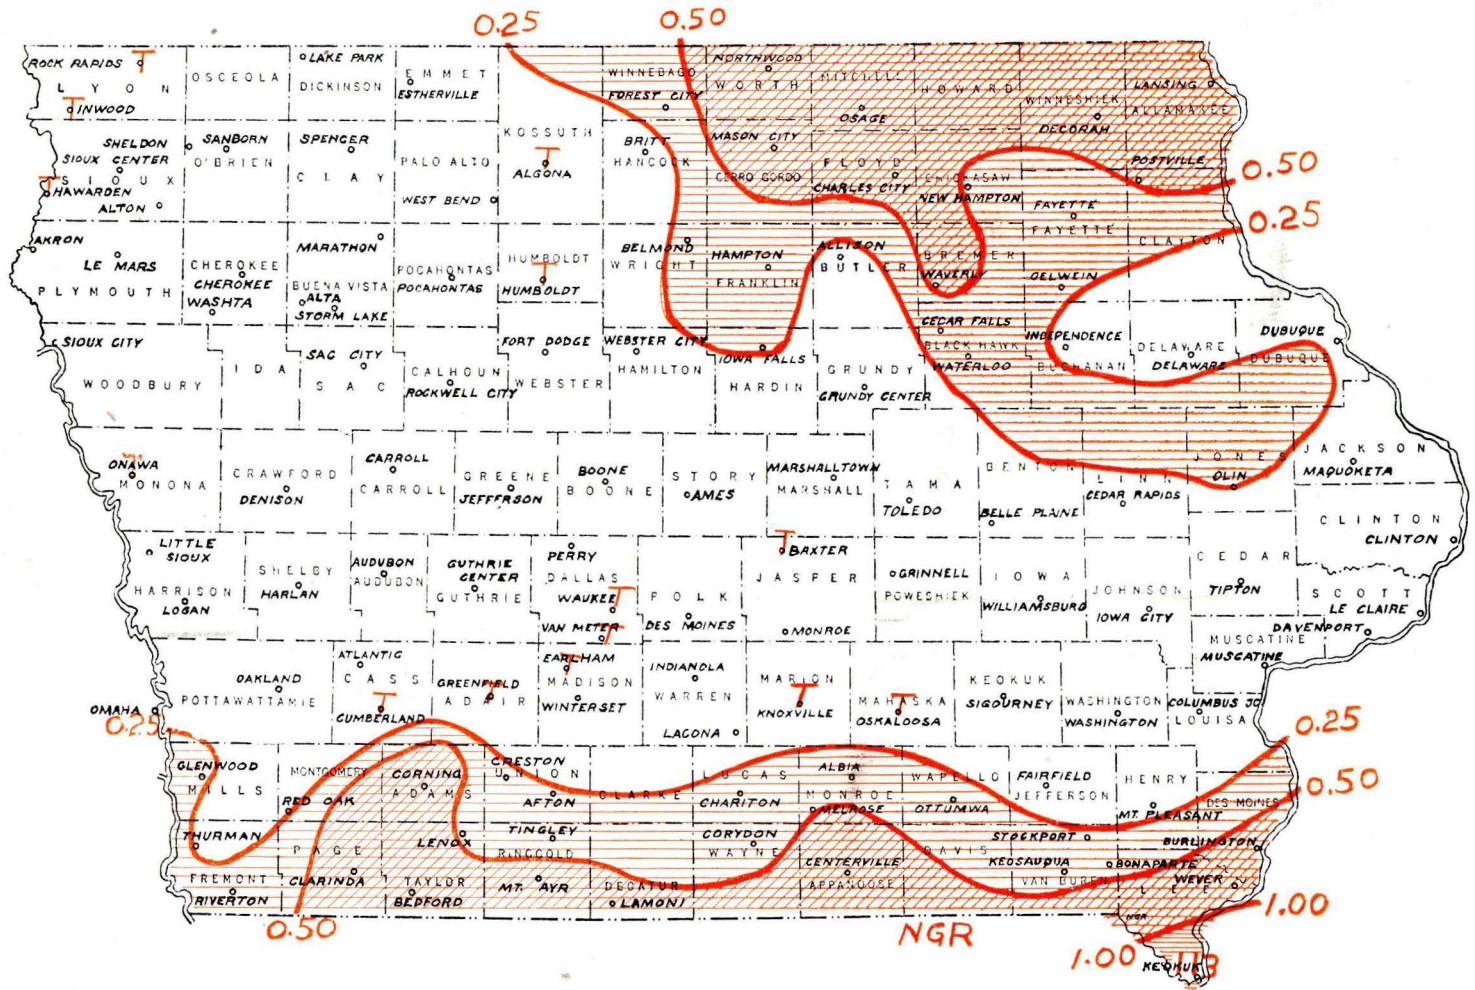 0.25
0.50
ROCK RAPIDS T
LYON
OSCEOLA
LAKE PARK
DICKINSON
EMMET
ESTHERVILLE
WINNEBAGO
FOREST CITY
NORTHWOOD
WORTH
MITCHELL
OSAGE
HOWARD
WINNESHIEK
DECORAH
LANSING
ALLAMAKEE
T
INWOOD
SHELDON
SIOUX CENTER
SIOUX
T
HAWARDEN
ALTON
SANBORN
O'BRIEN
SPENCER
CLAY
PALO ALTO
WEST BEND
KOSSUTH
T
ALGONA
BRITT
HANCOCK
MASON CITY
CERRO GORDO
FLOYD
CHARLES CITY
CHICKASAW
NEW HAMPTON
POSTVILLE
0.50
FAYETTE
FAYETTE
0.25
CLAYTON
AKRON
LE MARS
PLYMOUTH
CHEROKEE
CHEROKEE
WASHTA
MARATHON
BUENA VISTA
ALTA
STORM LAKE
POCAHONTAS
POCAHONTAS
HUMBOLDT
T
HUMBOLDT
BELMOND
WRIGHT
HAMPTON
FRANKLIN
ALLISON
BUTLER
BREMER
WAVERLY
OELWEIN
SIOUX CITY
WOODBURY
IDA
SAC CITY
SAC
CALHOUN
ROCKWELL CITY
FORT DODGE
WEBSTER
WEBSTER CITY
HAMILTON
IOWA FALLS
HARDIN
GRUNDY
GRUNDY CENTER
CEDAR FALLS
BLACK HAWK
WATERLOO
INDEPENDENCE
BUCHANAN
DELAWARE
DELAWARE
DUBUQUE
DUBUQUE
T
ONAWA
MONONA
CRAWFORD
DENISON
CARROLL
CARROLL
GREENE
JEFFERSON
BOONE
BOONE
STORY
AMES
MARSHALLTOWN
MARSHALL
TAMA
TOLEDO
BENTON
BELLE PLAINE
LINN
CEDAR RAPIDS
JONES
OLIN
JACKSON
MAQUOKETA
CLINTON
CLINTON
LITTLE
SIOUX
HARRISON
LOGAN
SHELBY
HARLAN
AUDUBON
AUDUBON
GUTHRIE
CENTER
GUTHRIE
PERRY
DALLAS
WAUKEE T
VAN METER T
POLK
DES MOINES
T
BAXTER
JASPER
MONROE
GRINNELL
POWESHIEK
IOWA
WILLIAMSBURG
JOHNSON
IOWA CITY
CEDAR
TIPTON
SCOTT
LE CLAIRE
DAVENPORT
MUSCATINE
MUSCATINE
OAKLAND
POTTAWATTAMIE
OMAHA
ATLANTIC
CASS
T
CUMBERLAND
GREENFIELD T
ADAIR
EARLHAM
T
MADISON
WINTERSET
INDIANOLA
WARREN
LACONA
MARION
T
KNOXVILLE
T
MAHASKA
OSKALOOSA
KEOKUK
SIGOURNEY
WASHINGTON
WASHINGTON
COLUMBUS JC
LOUISA
0.25
0.25
GLENWOOD
MILLS
MONTGOMERY
RED OAK
CORNING
ADAMS
CRESTON
UNION
AFTON
CLARKE
LUCAS
CHARITON
ALBIA
MONROE
MELROSE
WAPELLO
OTTUMWA
FAIRFIELD
JEFFERSON
HENRY
MT. PLEASANT
DES MOINES
0.50
THURMAN
FREMONT
RIVERTON
PAGE
CLARINDA
LENOX
TAYLOR
BEDFORD
TINGLEY
RINGGOLD
MT. AYR
DECATUR
LAMONI
CORYDON
WAYNE
CENTERVILLE
APPANOOSE
DAVIS
STOCKPORT
KEOSAUQUA
VAN BUREN
BONAPARTE
BURLINGTON
WEVER
LEE
NGR
1.00
0.50
NGR
1.00
113
KEOKUK